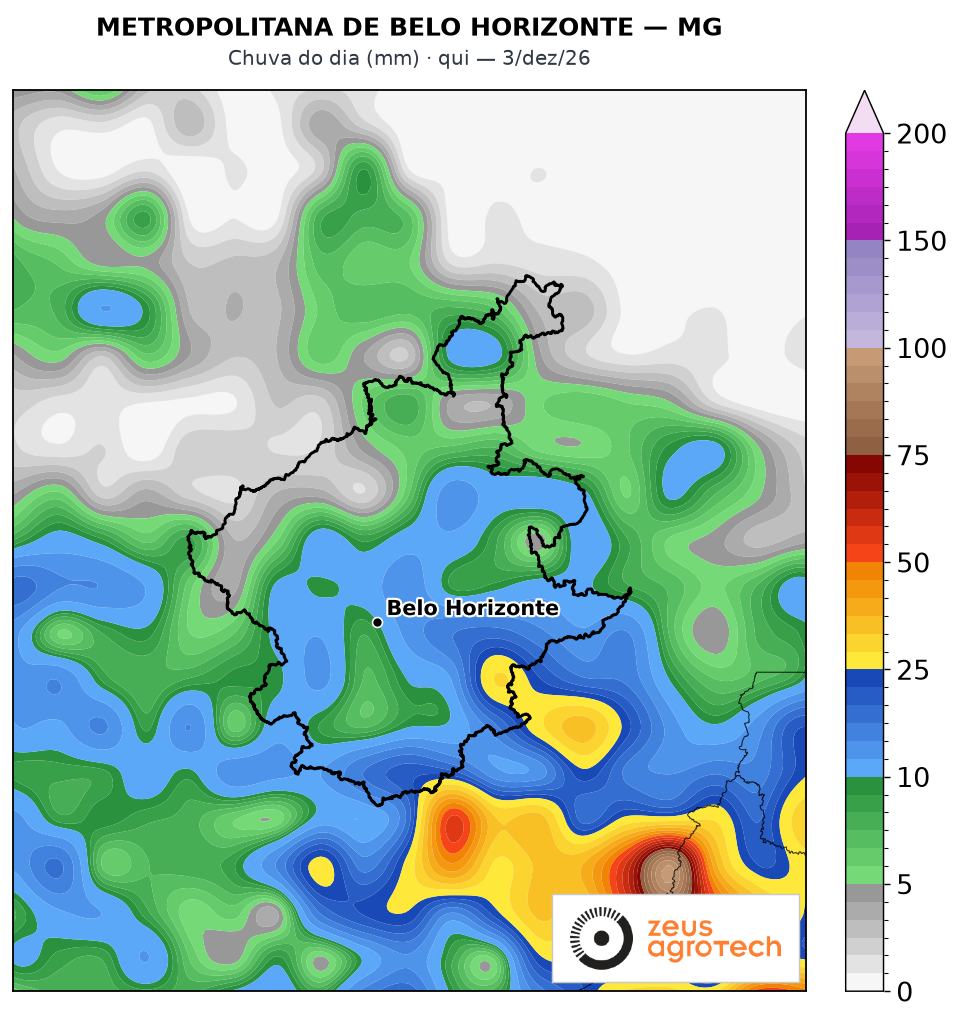 METROPOLITANA DE BELO HORIZONTE — MG
Chuva do dia (mm) · qui — 3/dez/26
200
150
100
75
50
25
10
5
0
Belo Horizonte
zeus
agrotech